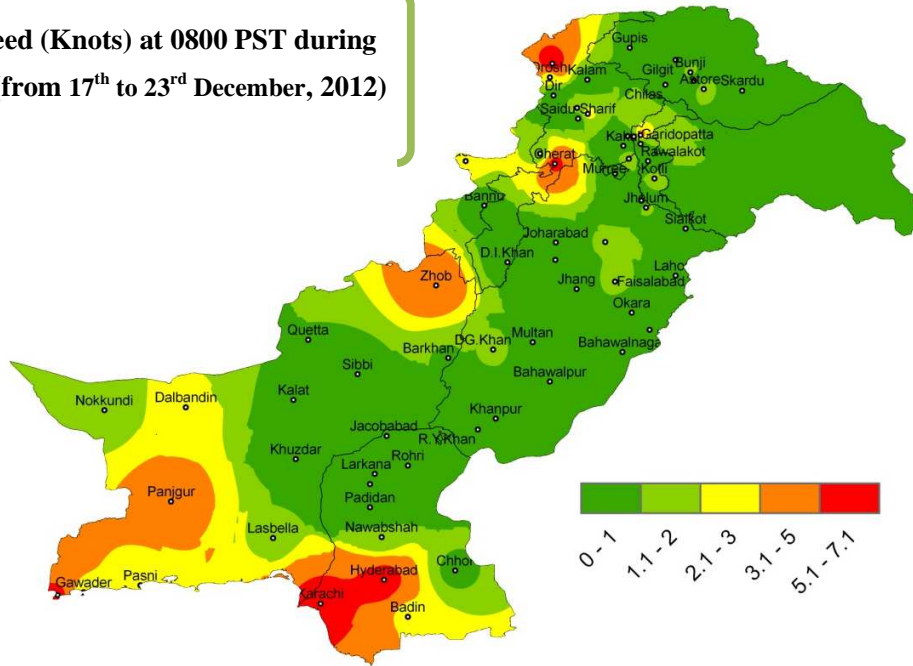 eed (Knots) at 0800 PST during
from 17th to 23rd December, 2012)
Gupis
Drosh Kalam Gilgit Bunji
Astore Skardu
Dir
Chilas
Saidu Sharif
Garidopatta
Cherat Rawalakot
Murree Kotli
Bannu
Jhelum
Sialkot
Joharabad
D.I.Khan
Zhob Laho
Jhang Faisalabad
Okara
Quetta
Multan
DG.Khan
Barkhan Bahawalnaga
Sibbi
Bahawalpur
Nokkundi Dalbandin Kalat
Khanpur
Jacobabad
R.Y.Khan
Khuzdar Rohri
Larkana
Panjgur Padidan
Lasbella Nawabshah
Chhor
Hyderabad
Gawader Pasni
Karachi
Badin
0 - 1
1.1 - 2
2.1 - 3
3.1 - 5
5.1 - 7.1